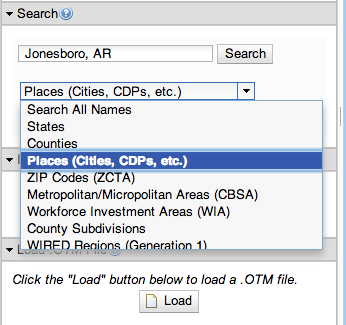 Search
Jonesboro, AR Search
Places (Cities, CDPs, etc.)
Search All Names
States
Counties
Places (Cities, CDPs, etc.)
ZIP Codes (ZCTA)
Metropolitan/Micropolitan Areas (CBSA)
Workforce Investment Areas (WIA)
County Subdivisions
WIRED Regions (Generation 1)
Load .OTM File
Click the "Load" button below to load a .OTM file.
Load